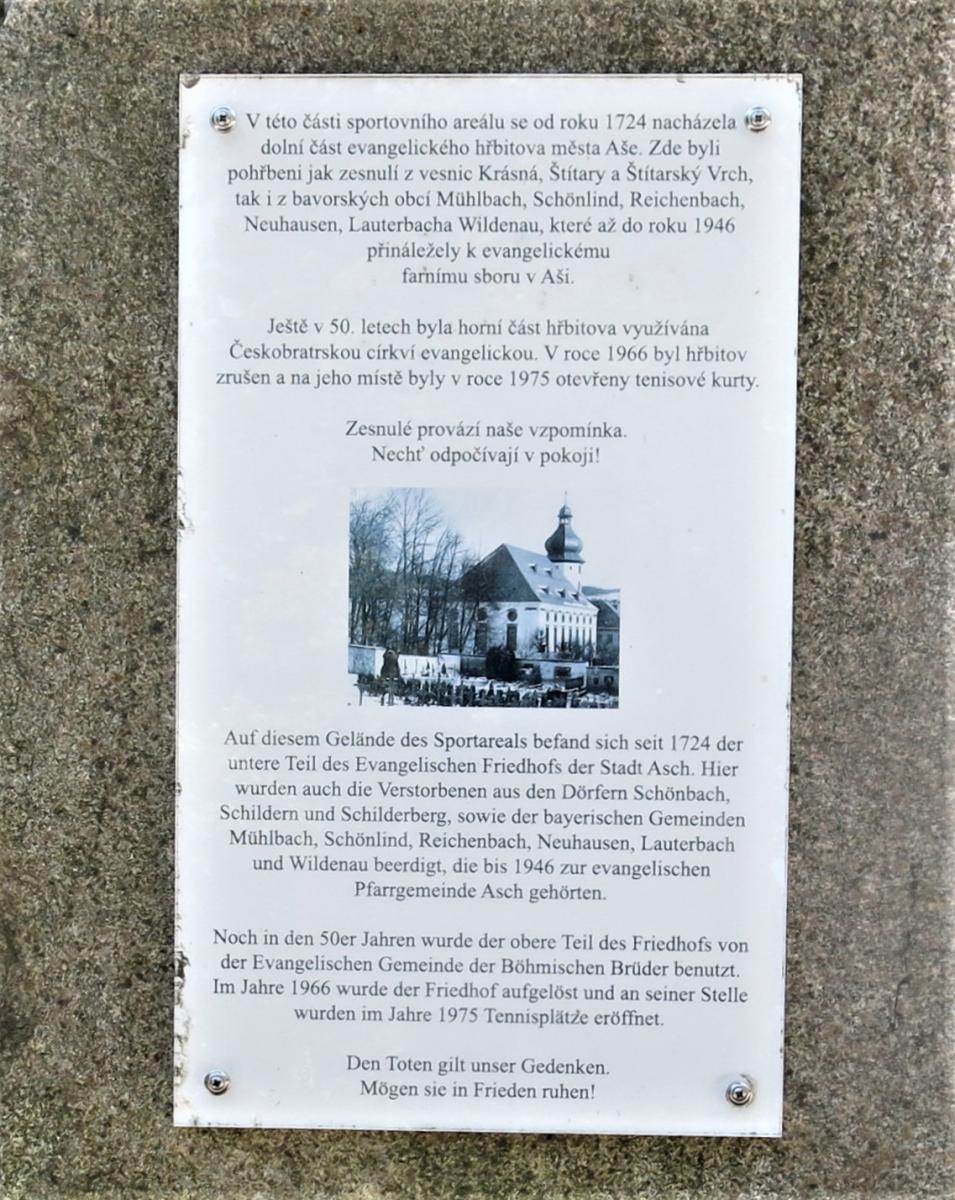 V této části sportovního areálu se od roku 1724 nacházela
dolní část evangelického hřbitova města Aše. Zde byli
pohřbeni jak zesnulí z vesnic Krásná, Štítary a Štítarský Vrch,
tak i z bavorských obcí Mühlbach, Schönlind, Reichenbach,
Neuhausen, Lauterbacha Wildenau, které až do roku 1946
přináležely k evangelickému
farnímu sboru v Aši.
Ještě v 50. letech byla horní část hřbitova využívána
Českobratrskou církví evangelickou. V roce 1966 byl hřbitov
zrušen a na jeho místě byly v roce 1975 otevřeny tenisové kurty.
Zesnulé provází naše vzpomínka.
Nechť odpočívají v pokoji!
Auf diesem Gelände des Sportareals befand sich seit 1724 der
untere Teil des Evangelischen Friedhofs der Stadt Asch. Hier
wurden auch die Verstorbenen aus den Dörfern Schönbach,
Schildern und Schilderberg, sowie der bayerischen Gemeinden
Mühlbach, Schönlind, Reichenbach, Neuhausen, Lauterbach
und Wildenau beerdigt, die bis 1946 zur evangelischen
Pfarrgemeinde Asch gehörten.
Noch in den 50er Jahren wurde der obere Teil des Friedhofs von
der Evangelischen Gemeinde der Böhmischen Brüder benutzt.
Im Jahre 1966 wurde der Friedhof aufgelöst und an seiner Stelle
wurden im Jahre 1975 Tennisplätze eröffnet.
Den Toten gilt unser Gedenken.
Mögen sie in Frieden ruhen!